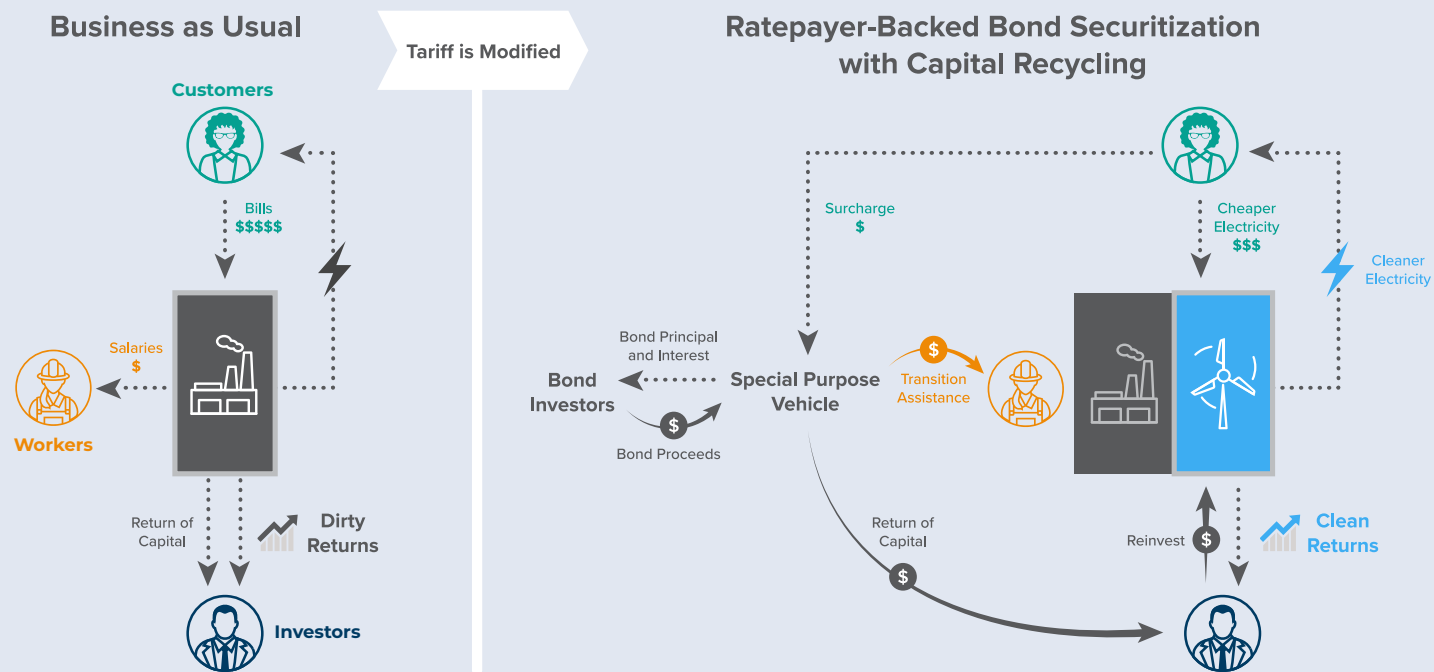 Business as Usual
Tariff is Modified
Ratepayer-Backed Bond Securitization
with Capital Recycling
Customers
Bills
$$$$$
Salaries
$
Workers
Return of
Capital
Dirty
Returns
Investors
Surcharge
$
Cheaper
Electricity
$$$
Cleaner
Electricity
Bond Principal
and Interest
Bond
Investors
$
Bond Proceeds
Special Purpose
Vehicle
$
Transition
Assistance
Return of
Capital
$
Reinvest
$
Clean
Returns